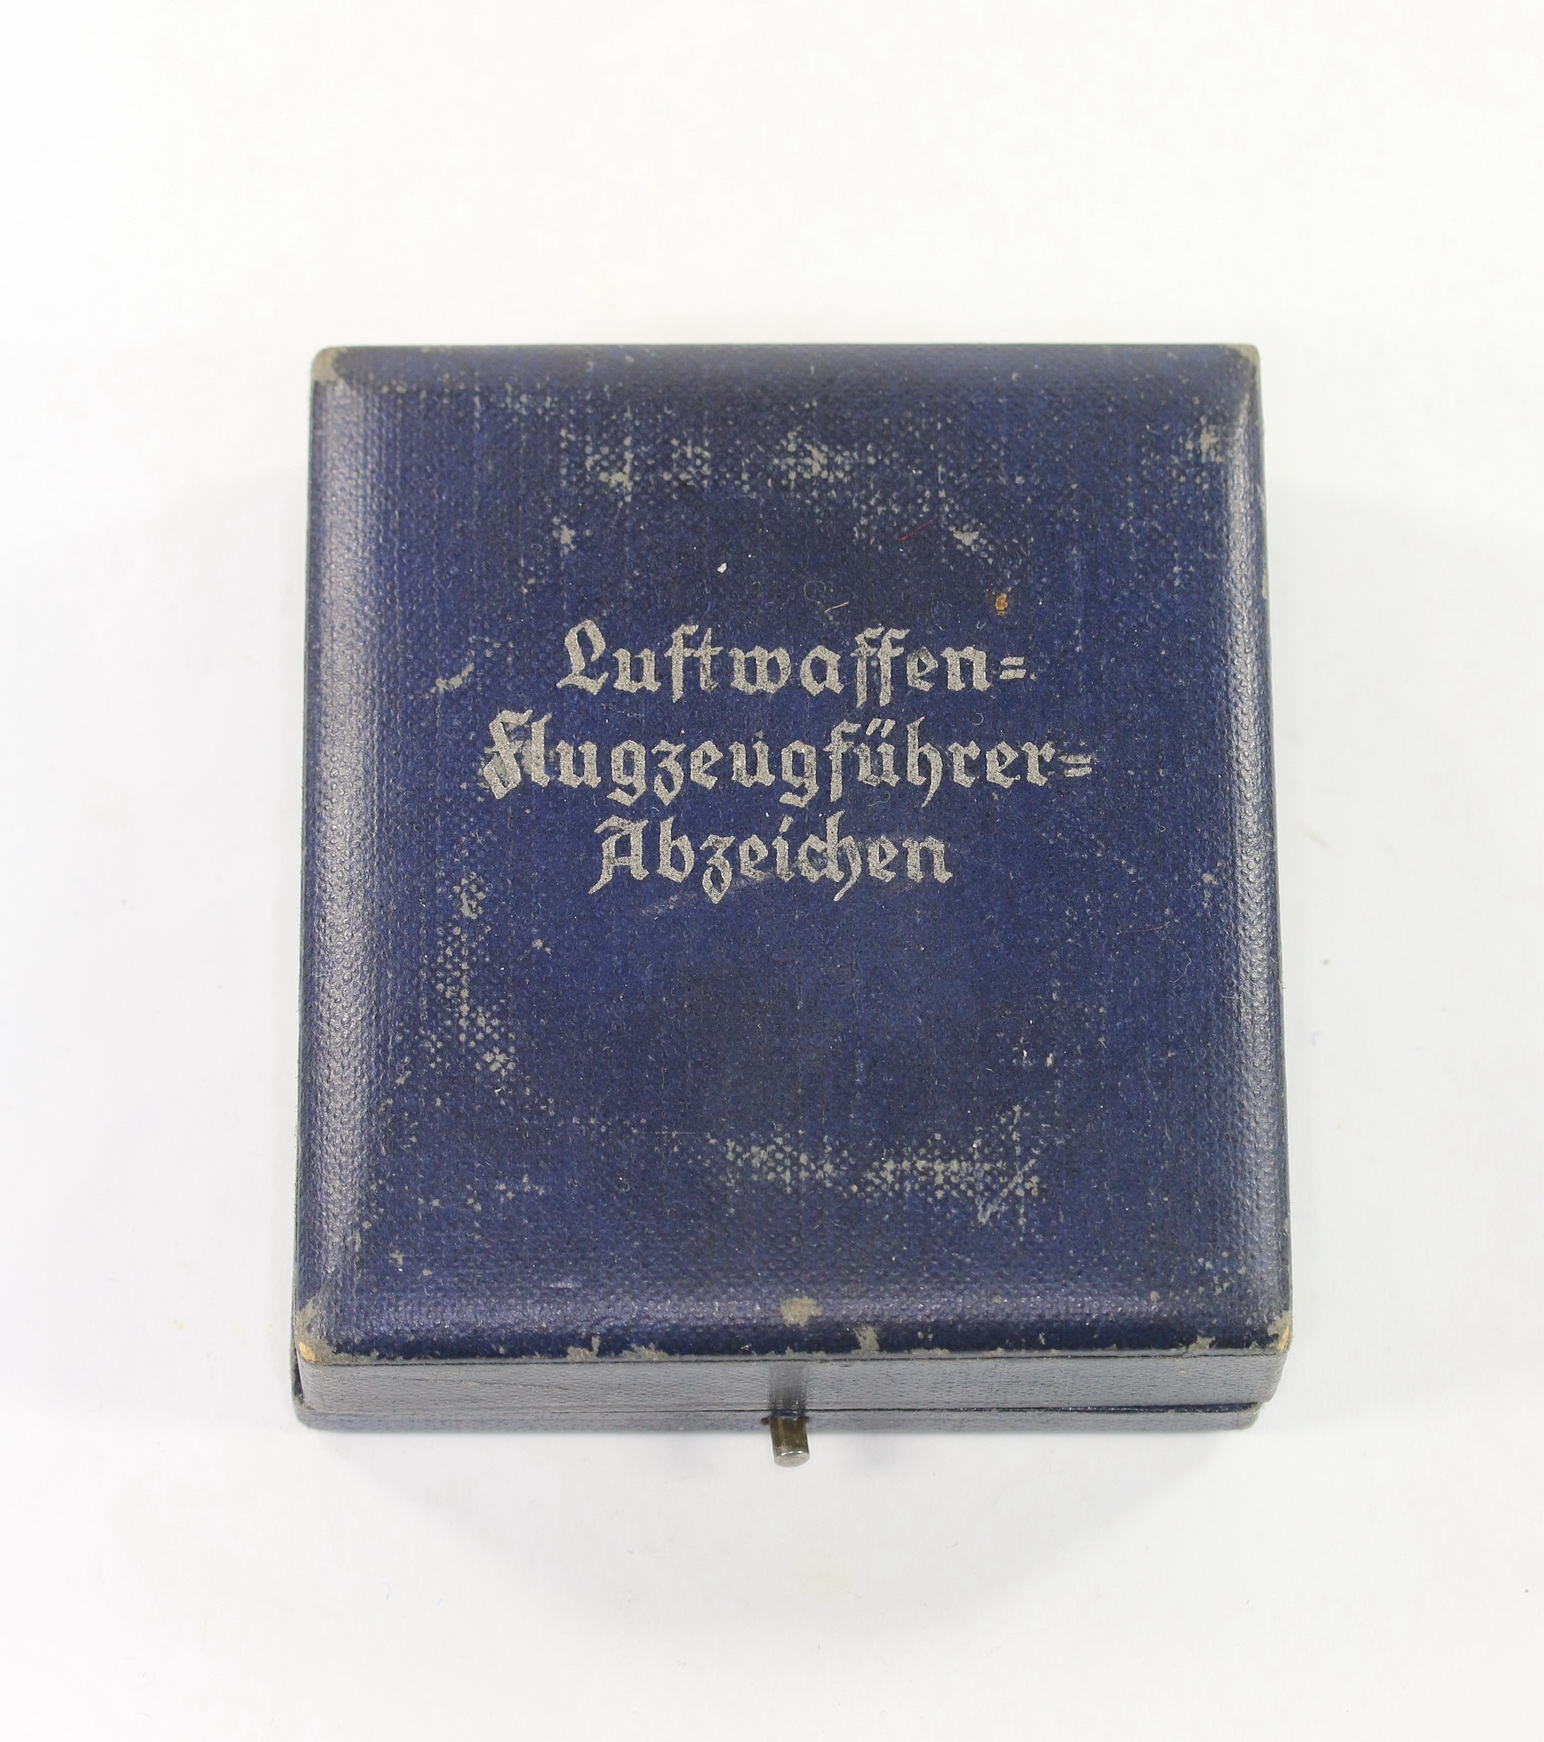 Luftwaffen=
Flugzeugführer=
Abzeichen